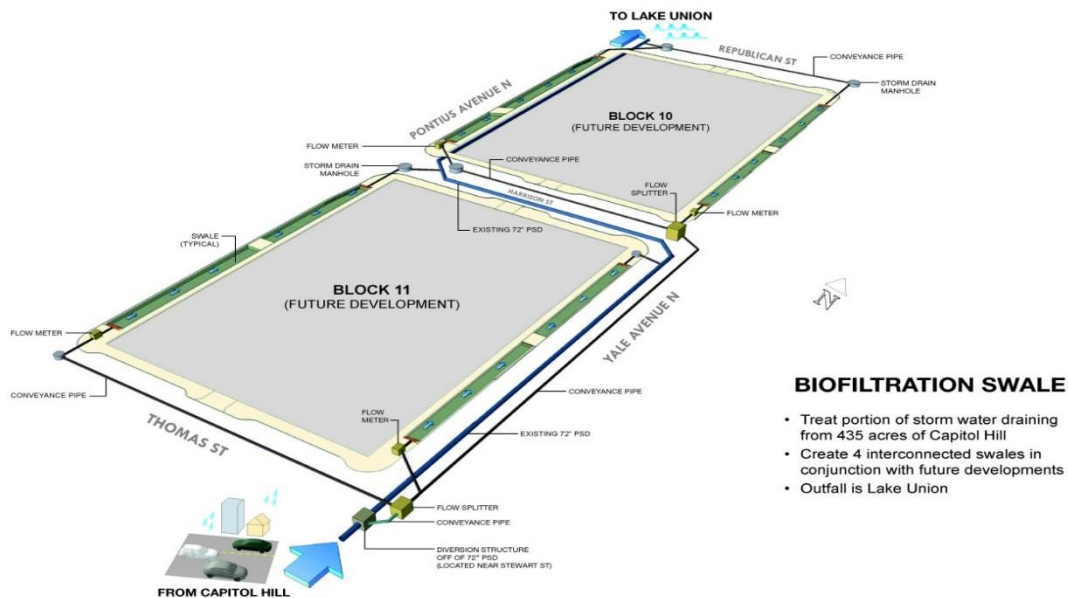 TO LAKE UNION
REPUBLICAN ST
CONVEYANCE PIPE
STORM DRAIN
MANHOLE
PONTIUS AVENUE N
BLOCK 10
(FUTURE DEVELOPMENT)
FLOW METER
STORM DRAIN
MANHOLE
CONVEYANCE PIPE
HARRISON ST
FLOW
SPLITTER
FLOW METER
EXISTING 72" PSD
SWALE
(TYPICAL)
BLOCK 11
(FUTURE DEVELOPMENT)
YALE AVENUE N
N
FLOW METER
CONVEYANCE PIPE
THOMAS ST
FLOW
METER
CONVEYANCE PIPE
EXISTING 72" PSD
FLOW SPLITTER
CONVEYANCE PIPE
DIVERSION STRUCTURE
OFF OF 72" PSD
(LOCATED NEAR STEWART ST)
FROM CAPITOL HILL
BIOFILTRATION SWALE
• Treat portion of storm water draining
from 435 acres of Capitol Hill
• Create 4 interconnected swales in
conjunction with future developments
• Outfall is Lake Union